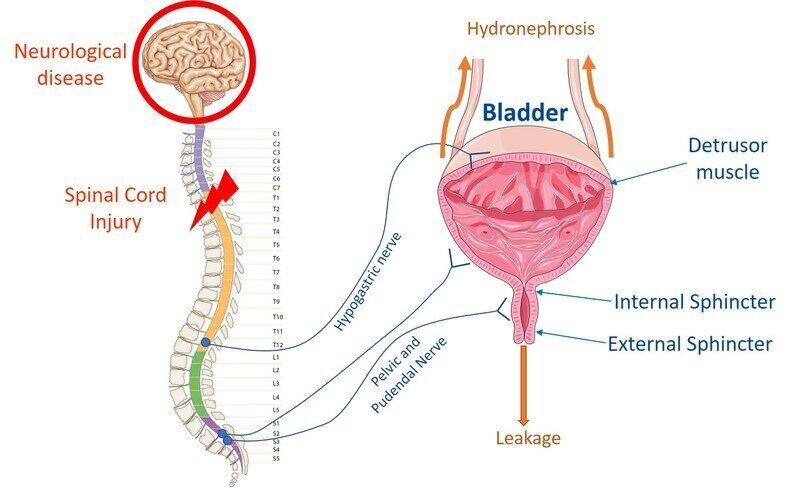 Neurological
disease
Spinal Cord
Injury
C1
C2
C3
C4
C5
C6
C7
T1
T2
T3
T4
T5
T6
T7
T8
T9
T10
T11
T12
L1
L2
L3
L4
L5
S1
S2
S3
S4
S5
Hypogastric nerve
Pelvic and
Pudendal Nerve
Hydronephrosis
Bladder
Detrusor
muscle
Internal Sphincter
External Sphincter
Leakage